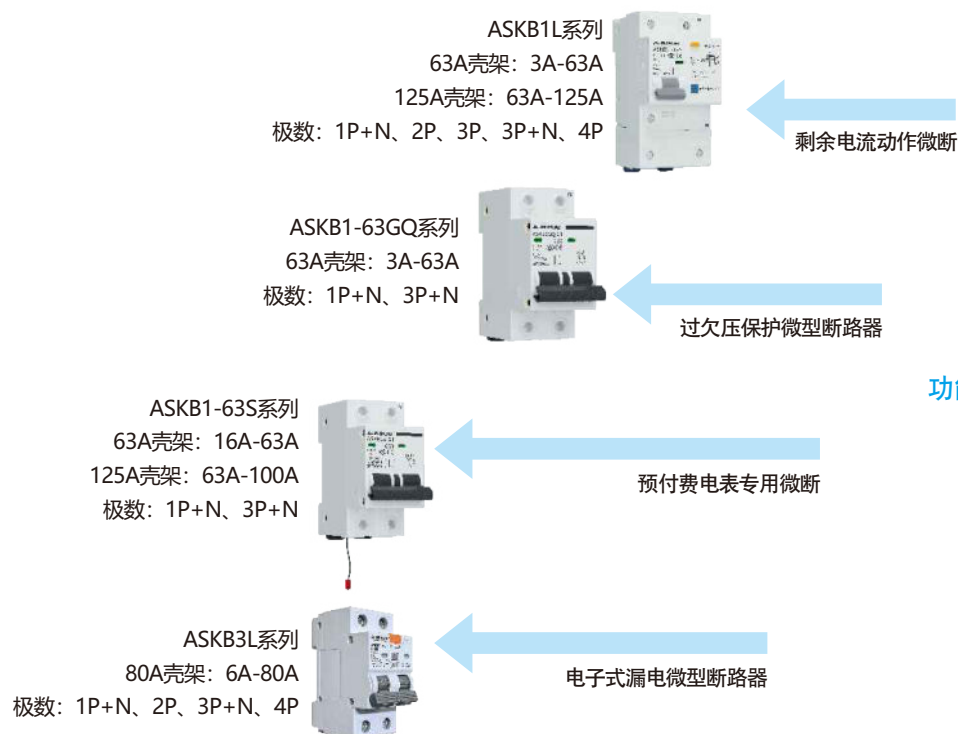 ASKB1L系列
63A壳架：3A-63A
125A壳架：63A-125A
极数：1P+N、2P、3P、3P+N、4P
剩余电流动作微断
ASKB1-63GQ系列
63A壳架：3A-63A
极数：1P+N、3P+N
过欠压保护微型断路器
功
ASKB1-63S系列
63A壳架：16A-63A
125A壳架：63A-100A
极数：1P+N、3P+N
预付费电表专用微断
ASKB3L系列
80A壳架：6A-80A
极数：1P+N、2P、3P+N、4P
电子式漏电微型断路器